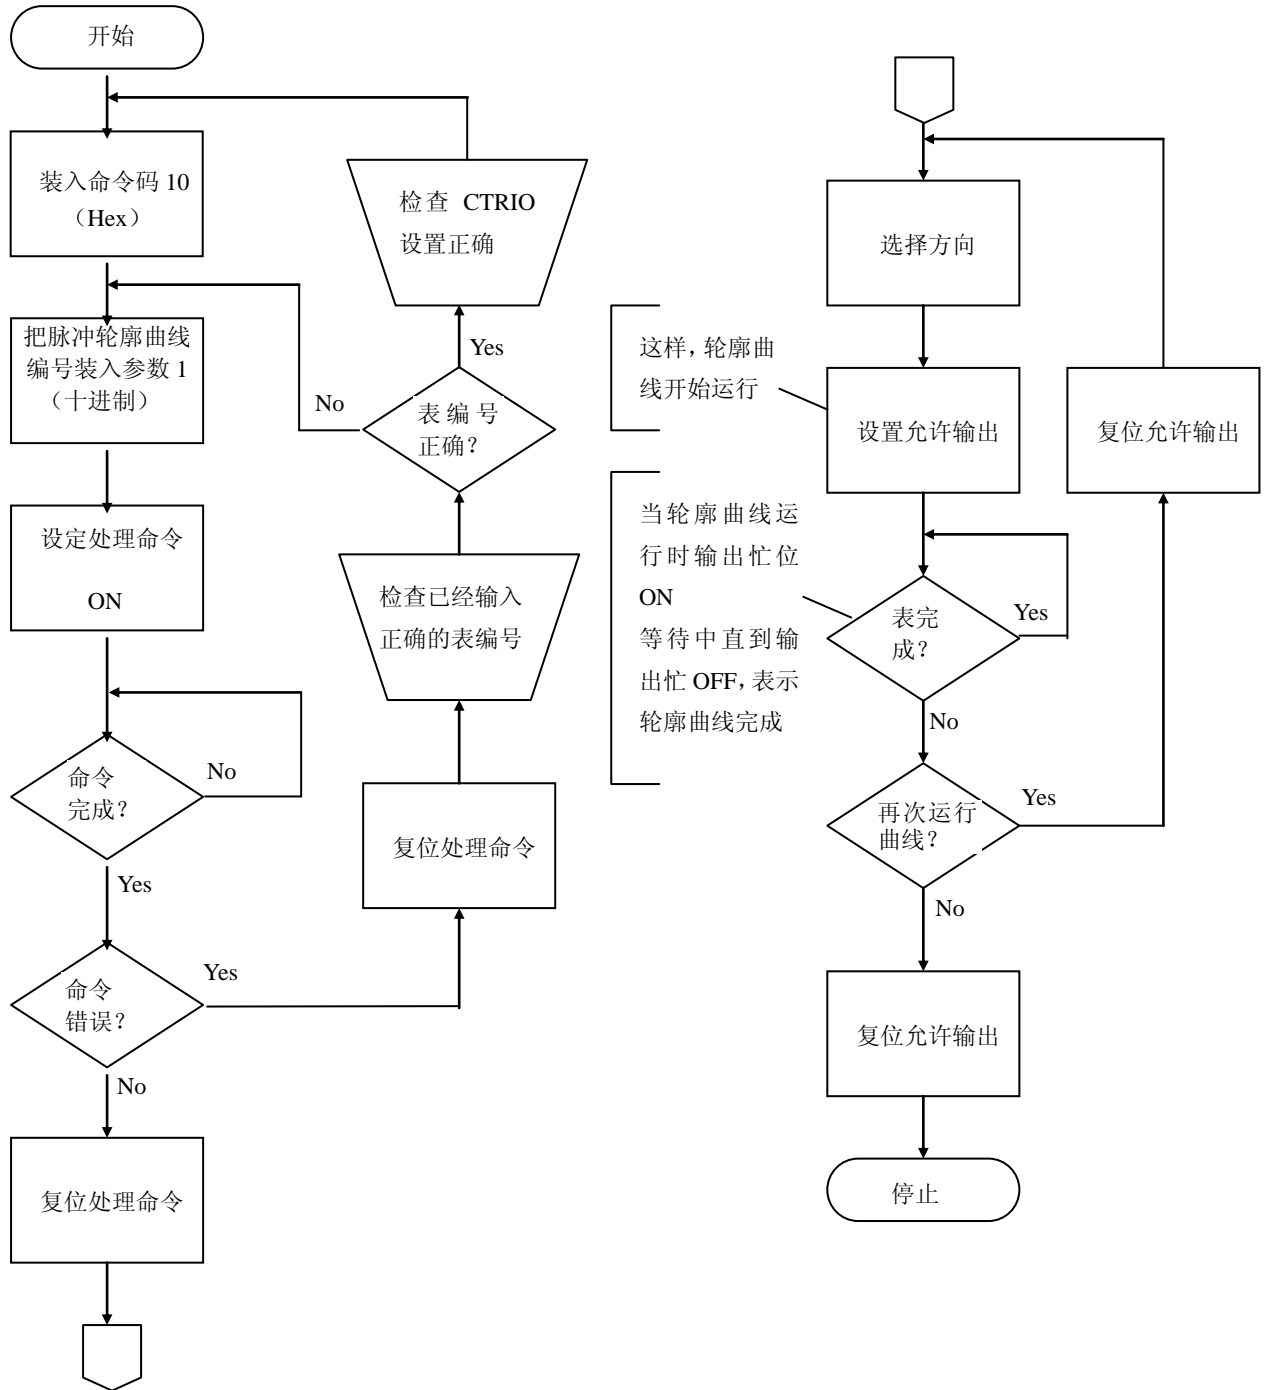 开始
装入命令码 10
（Hex）
把脉冲轮廓曲线
编号装入参数 1
（十进制）
设定处理命令
ON
命令
完成？
No
Yes
命令
错误？
Yes
No
复位处理命令
检查 CTRIO
设置正确
Yes
No
表编号
正确？
检查已经输入
正确的表编号
复位处理命令
选择方向
这样，轮廓曲
线开始运行
设置允许输出
复位允许输出
当轮廓曲线运
行时输出忙位
ON
等待中直到输
出忙 OFF，表示
轮廓曲线完成
表完
成？
Yes
No
再次运行
曲线？
Yes
No
复位允许输出
停止